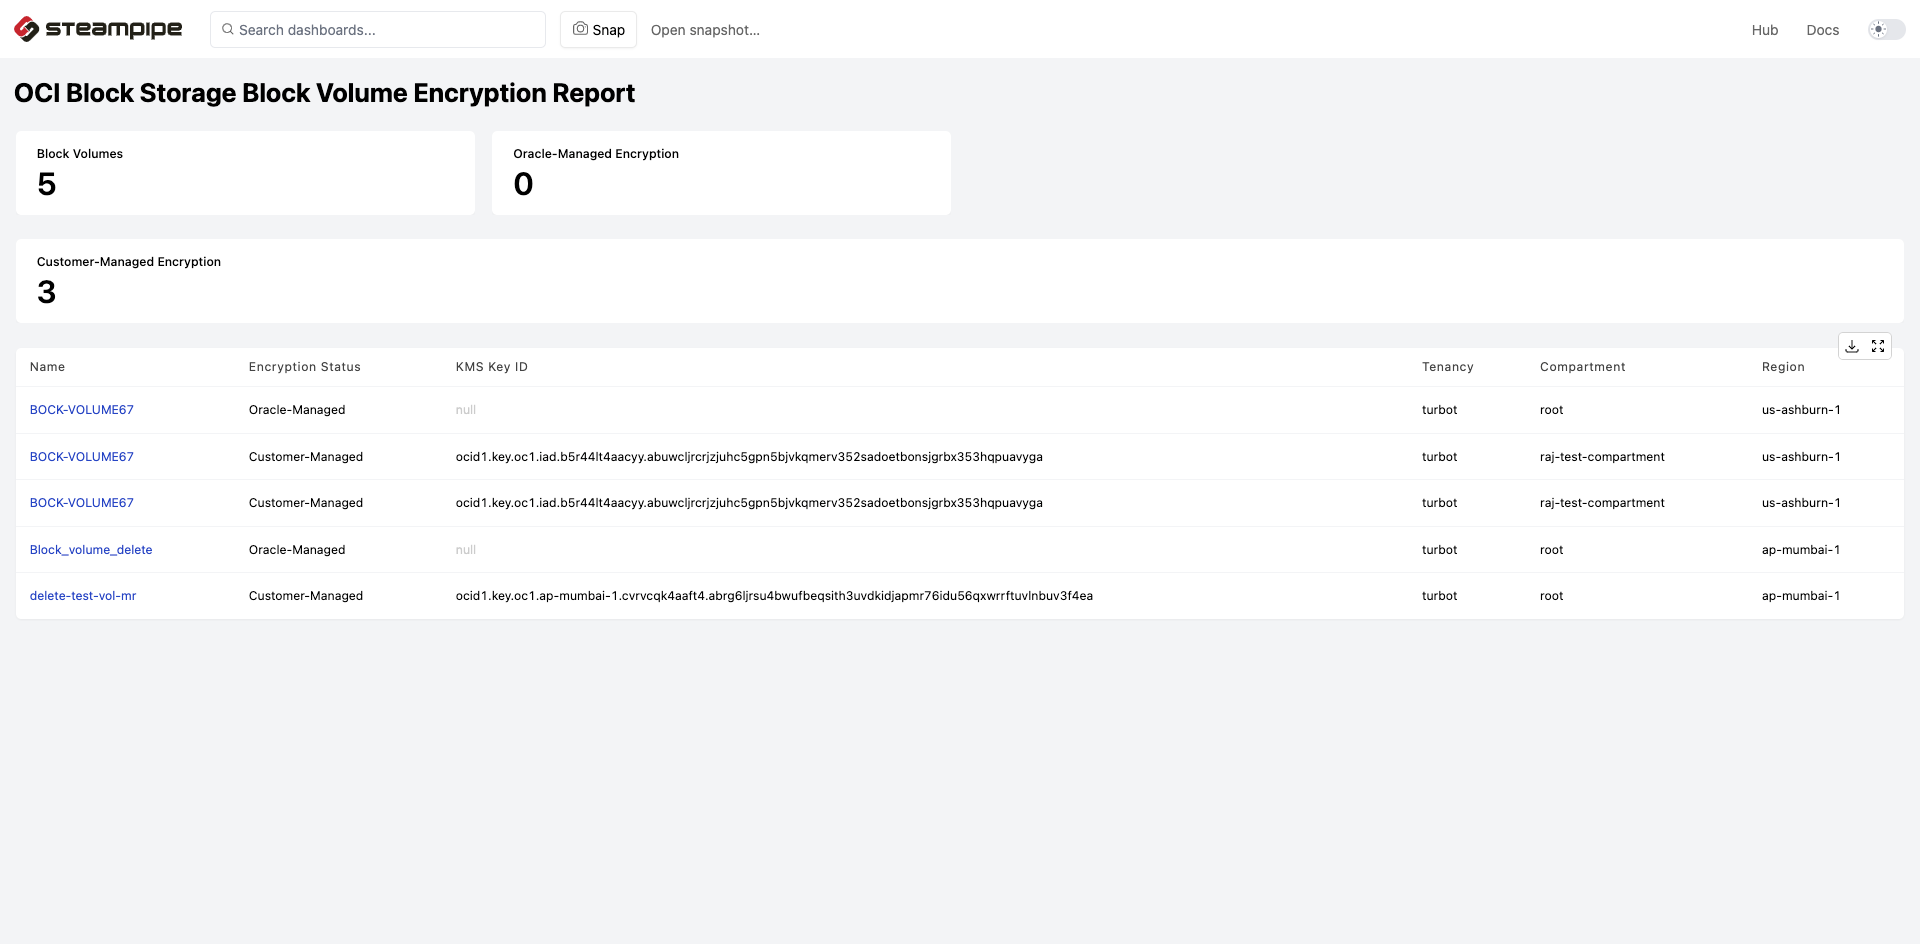 steampipe
Search dashboards...
Snap
Open snapshot...
Hub
Docs
OCI Block Storage Block Volume Encryption Report
Block Volumes
5
Oracle-Managed Encryption
0
Customer-Managed Encryption
3
Name Encryption Status KMS Key ID Tenancy Compartment Region
BOCK-VOLUME67 Oracle-Managed null turbot root us-ashburn-1
BOCK-VOLUME67 Customer-Managed ocid1.key.oc1.iad.b5r44lt4aacyy.abuwcljrcrjzjuhc5gpn5bjvkqmerv352sadoetbonsjgrbx353hqpuavyga turbot raj-test-compartment us-ashburn-1
BOCK-VOLUME67 Customer-Managed ocid1.key.oc1.iad.b5r44lt4aacyy.abuwcljrcrjzjuhc5gpn5bjvkqmerv352sadoetbonsjgrbx353hqpuavyga turbot raj-test-compartment us-ashburn-1
Block_volume_delete Oracle-Managed null turbot root ap-mumbai-1
delete-test-vol-mr Customer-Managed ocid1.key.oc1.ap-mumbai-1.cvrvcqk4aaft4.abrg6ljrsu4bwufbeqsith3uvdkidjapmr76idu56qxwrrftuvlnbuv3f4ea turbot root ap-mumbai-1